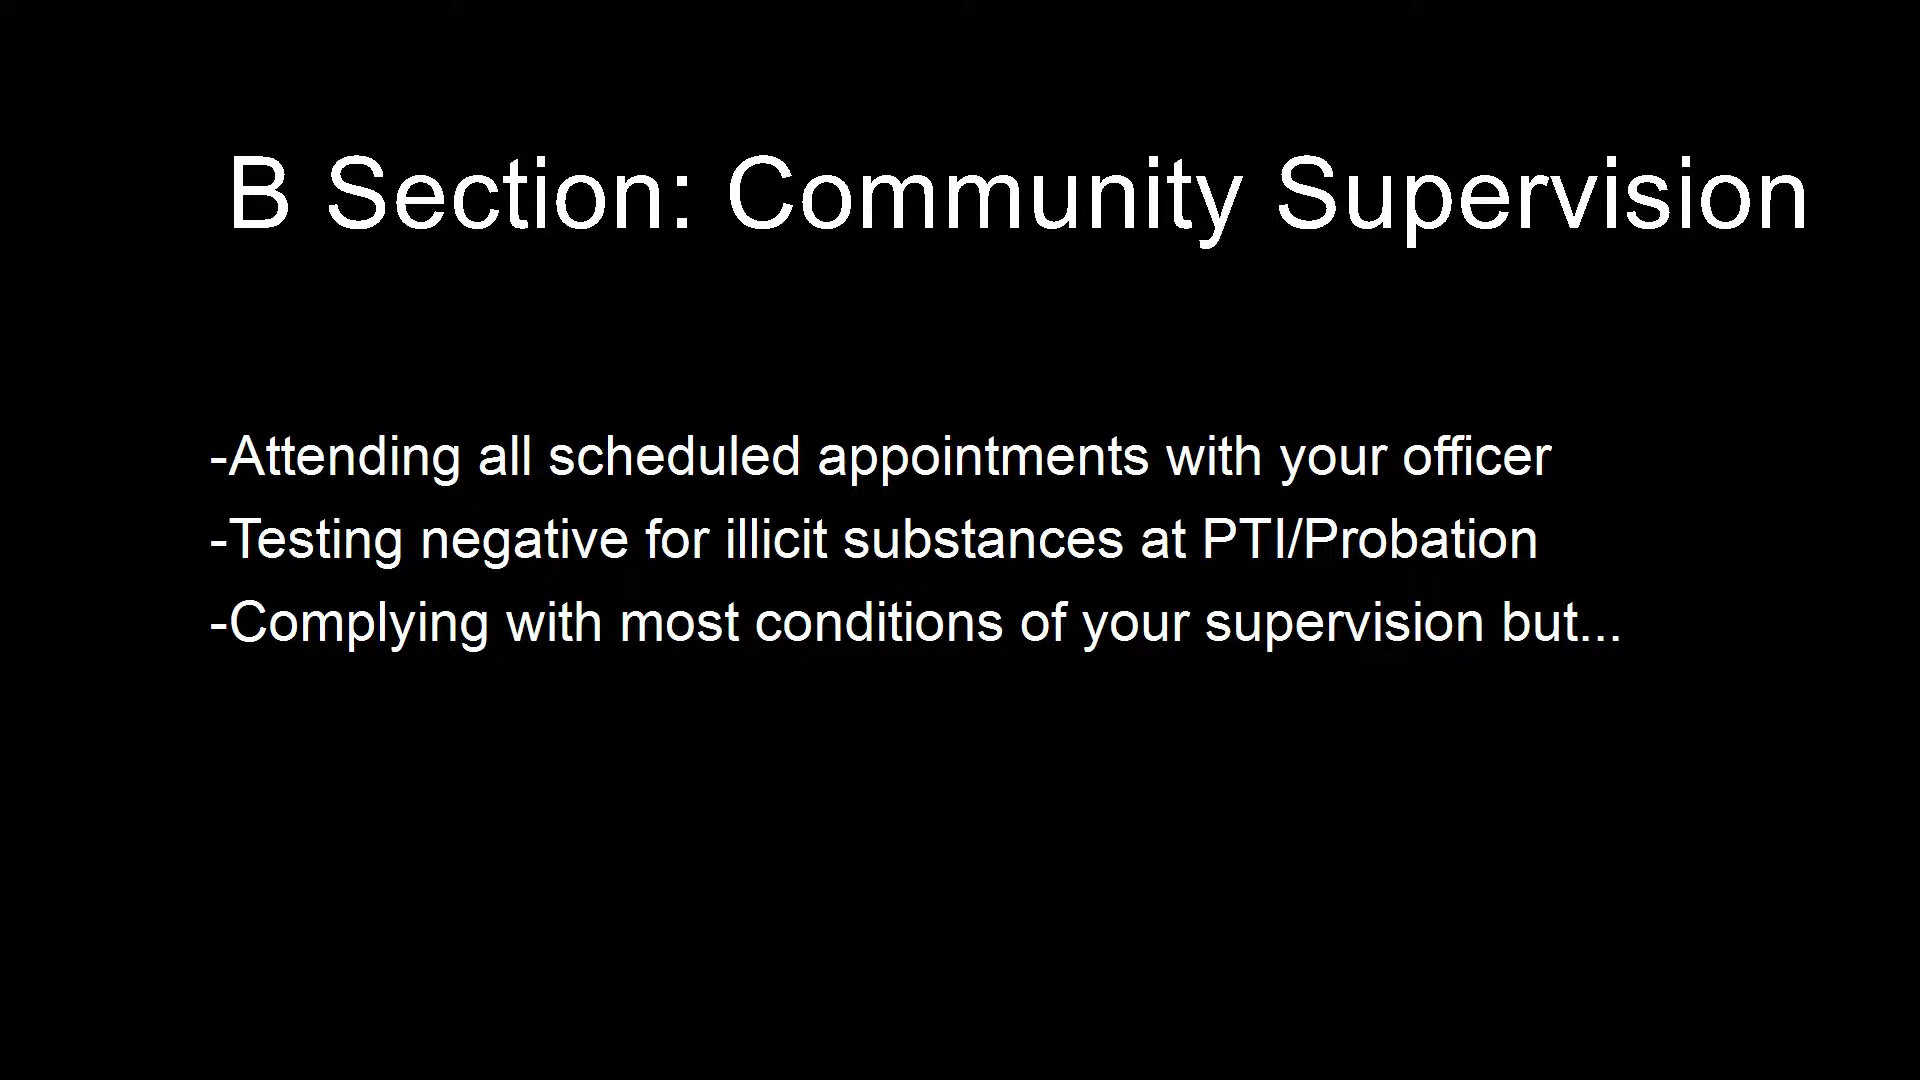 B Section: Community Supervision
-Attending all scheduled appointments with your officer
-Testing negative for illicit substances at PTI/Probation
-Complying with most conditions of your supervision but...